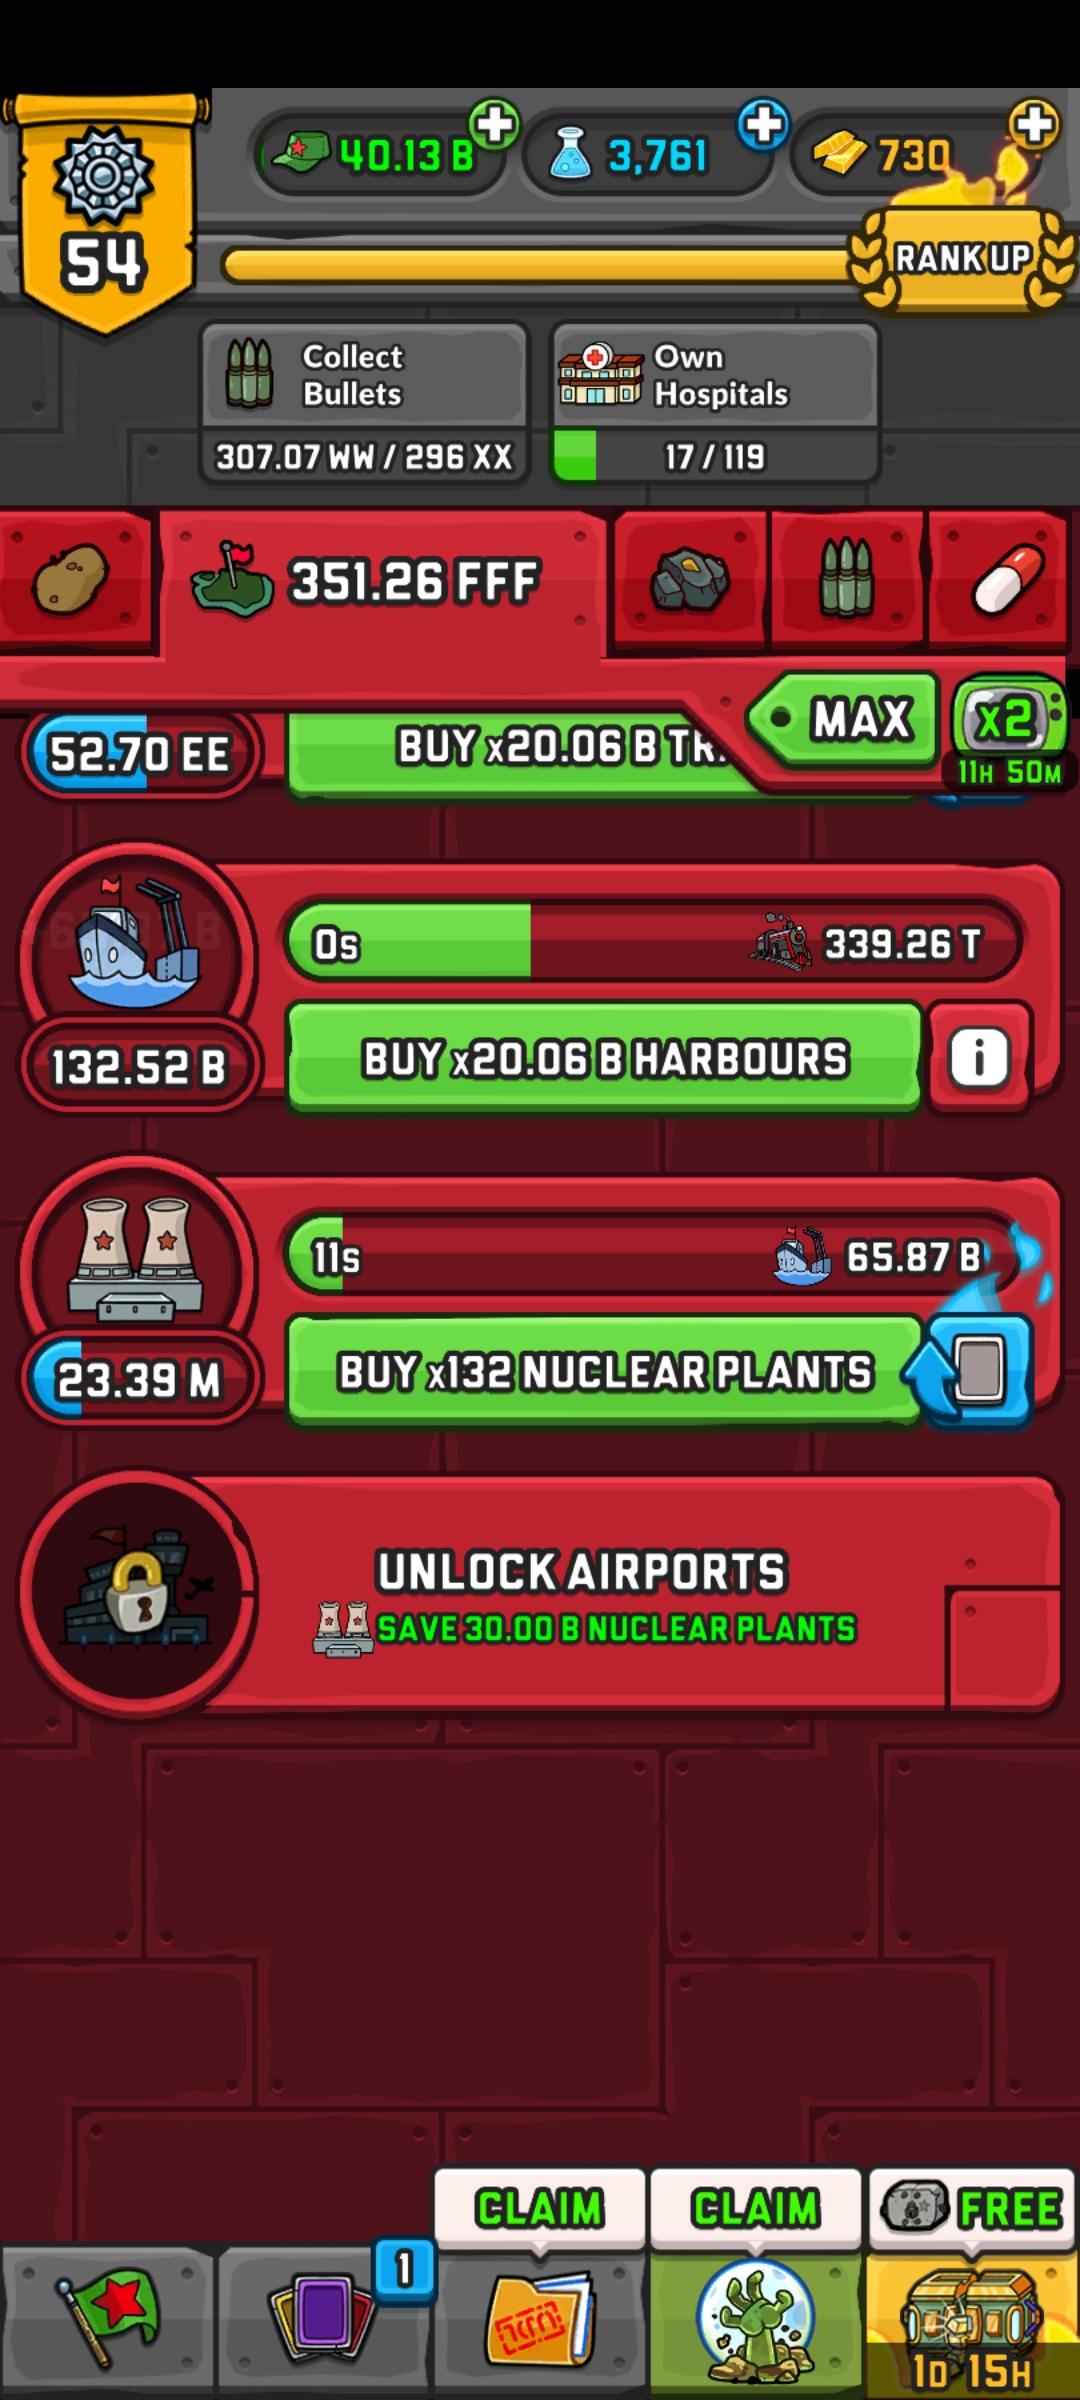 40.13 B
3,761
730
54
RANK UP
Collect
Bullets
307.07 WW / 296 XX
Own
Hospitals
17 / 119
351.26 FFF
MAX
x2
11H 50M
52.70 EE
BUY x20.06 B TR
0s
339.26 T
132.52 B
BUY x20.06 B HARBOURS
i
11s
65.87 B
23.39 M
BUY x132 NUCLEAR PLANTS
UNLOCK AIRPORTS
SAVE 30.00 B NUCLEAR PLANTS
CLAIM
CLAIM
FREE
1
1D 15H